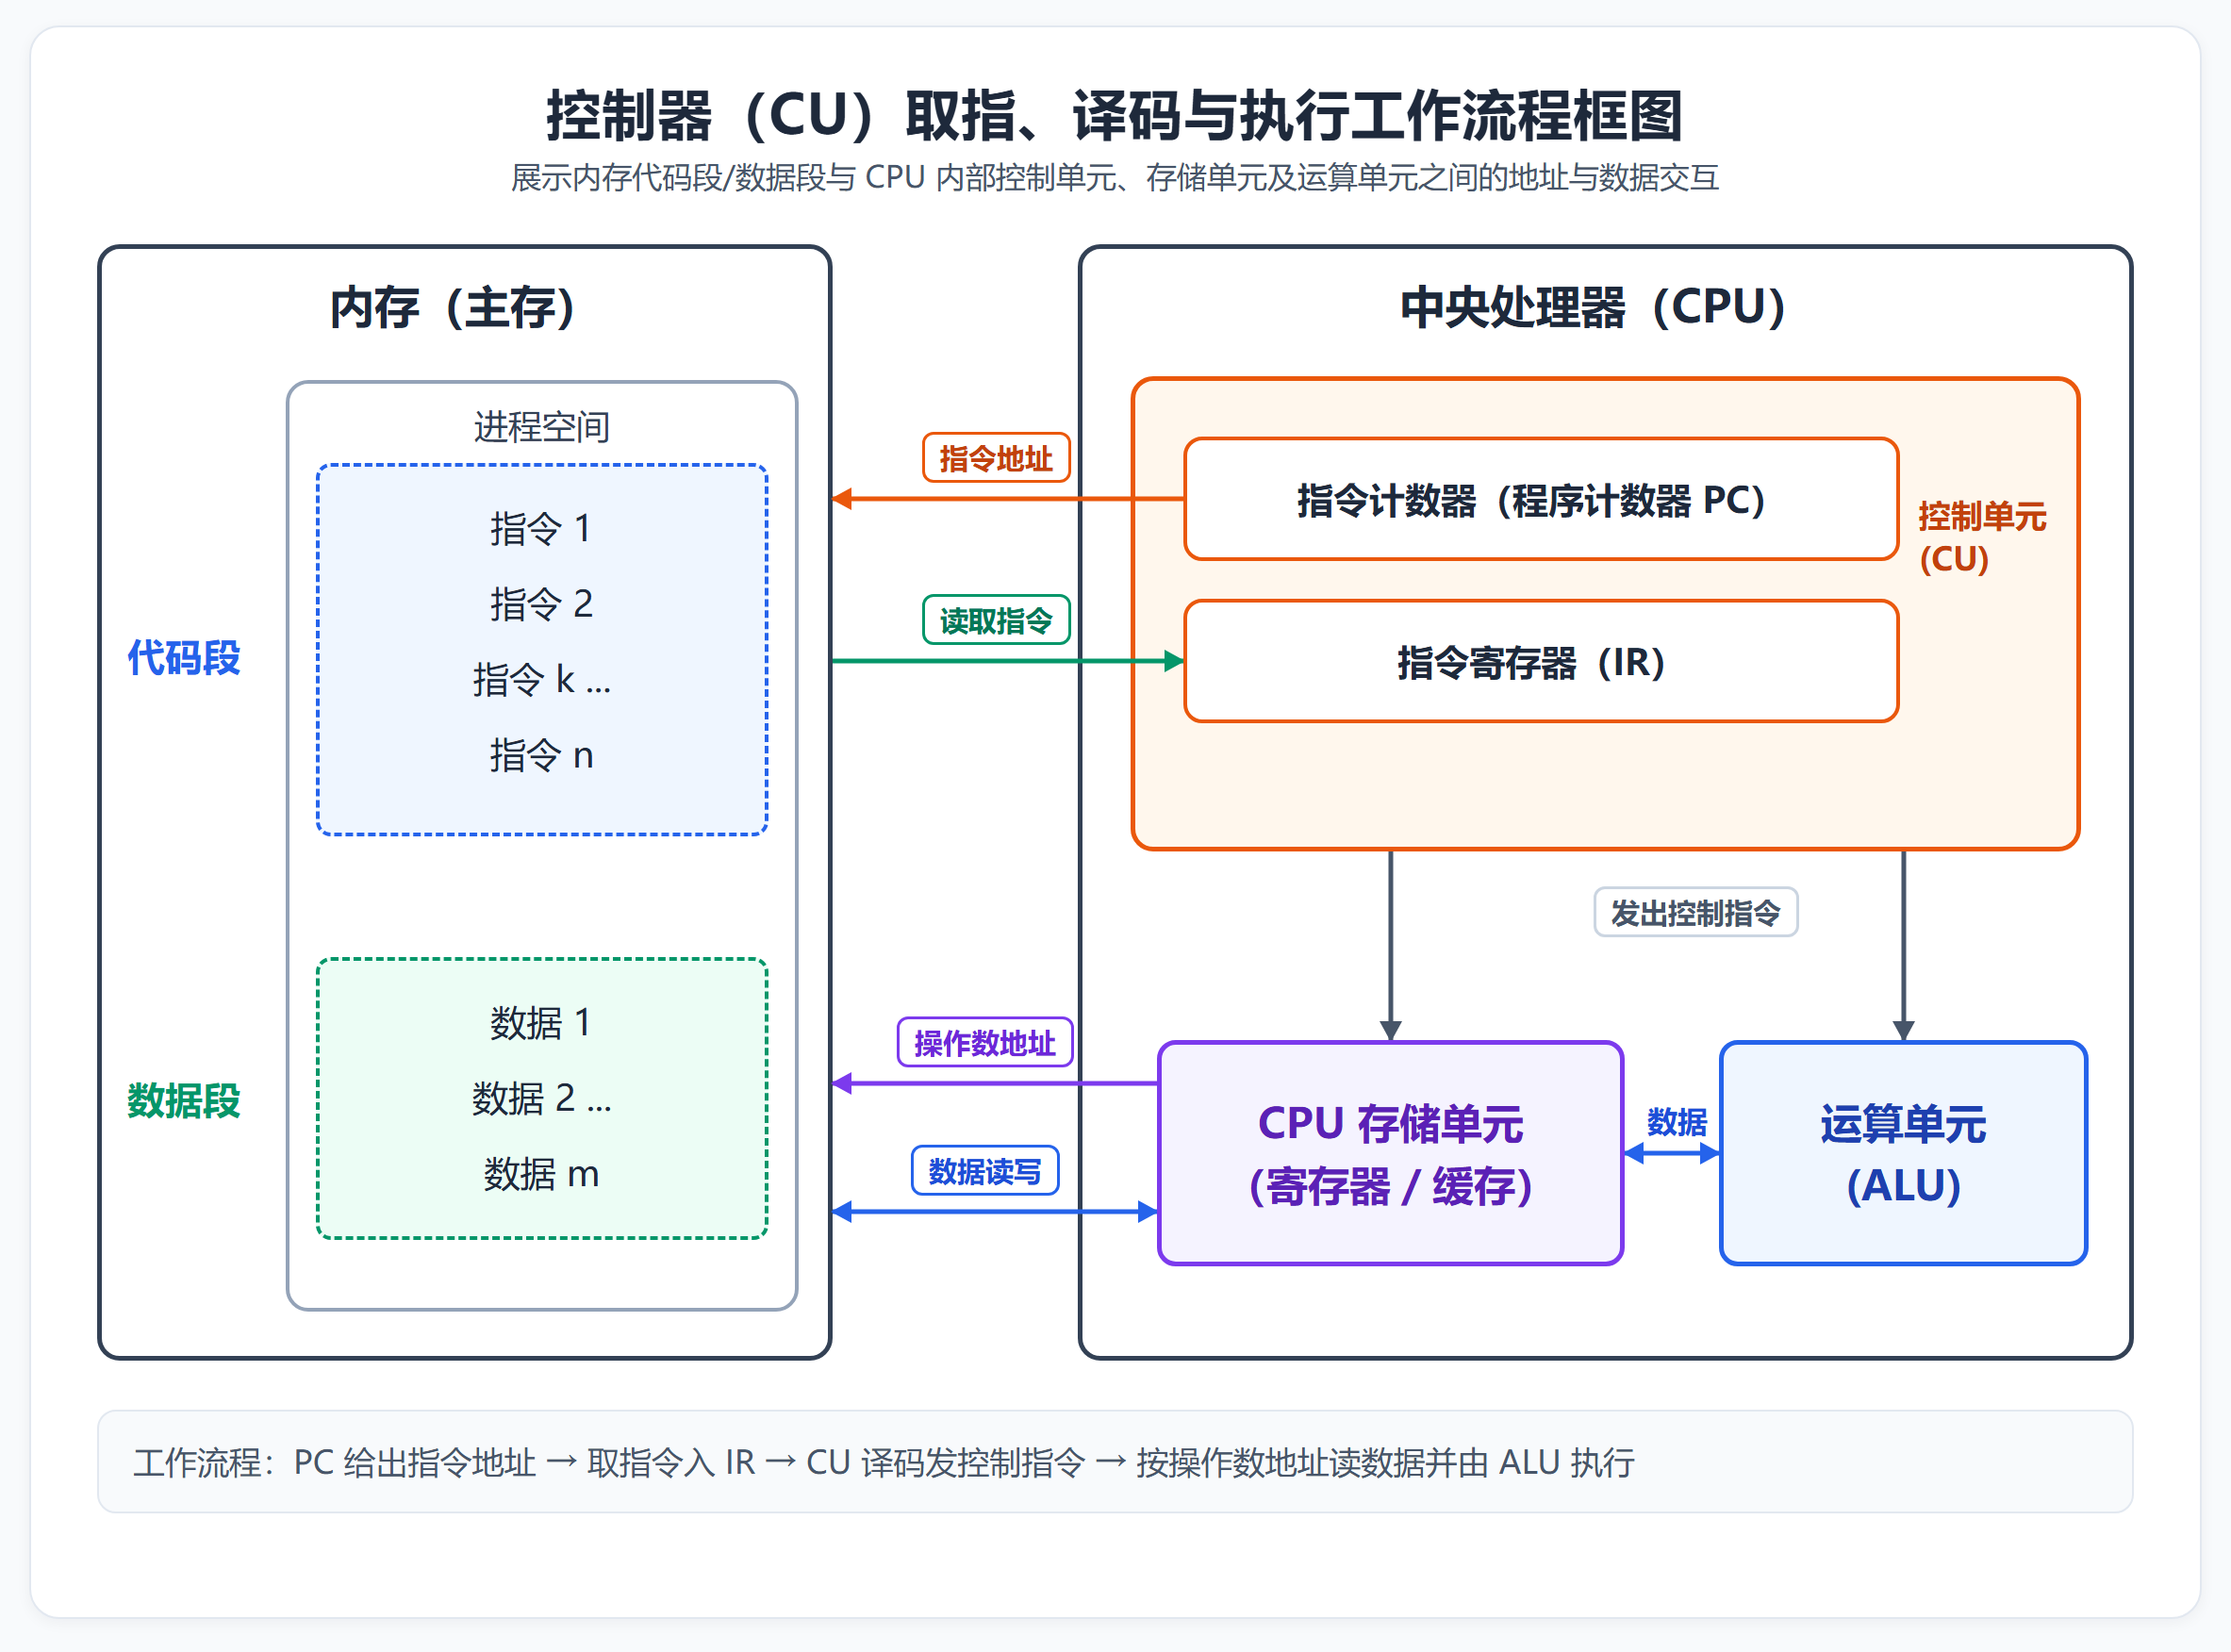 控制器（CU）取指、译码与执行工作流程框图
展示内存代码段/数据段与 CPU 内部控制单元、存储单元及运算单元之间的地址与数据交互
内存（主存）
进程空间
代码段
指令 1
指令 2
指令 k ...
指令 n
数据段
数据 1
数据 2 ...
数据 m
指令地址
读取指令
操作数地址
数据读写
中央处理器（CPU）
指令计数器（程序计数器 PC）
指令寄存器（IR）
控制单元
(CU)
发出控制指令
CPU 存储单元
（寄存器 / 缓存）
数据
运算单元
(ALU)
工作流程：PC 给出指令地址 → 取指令入 IR → CU 译码发控制指令 → 按操作数地址读数据并由 ALU 执行